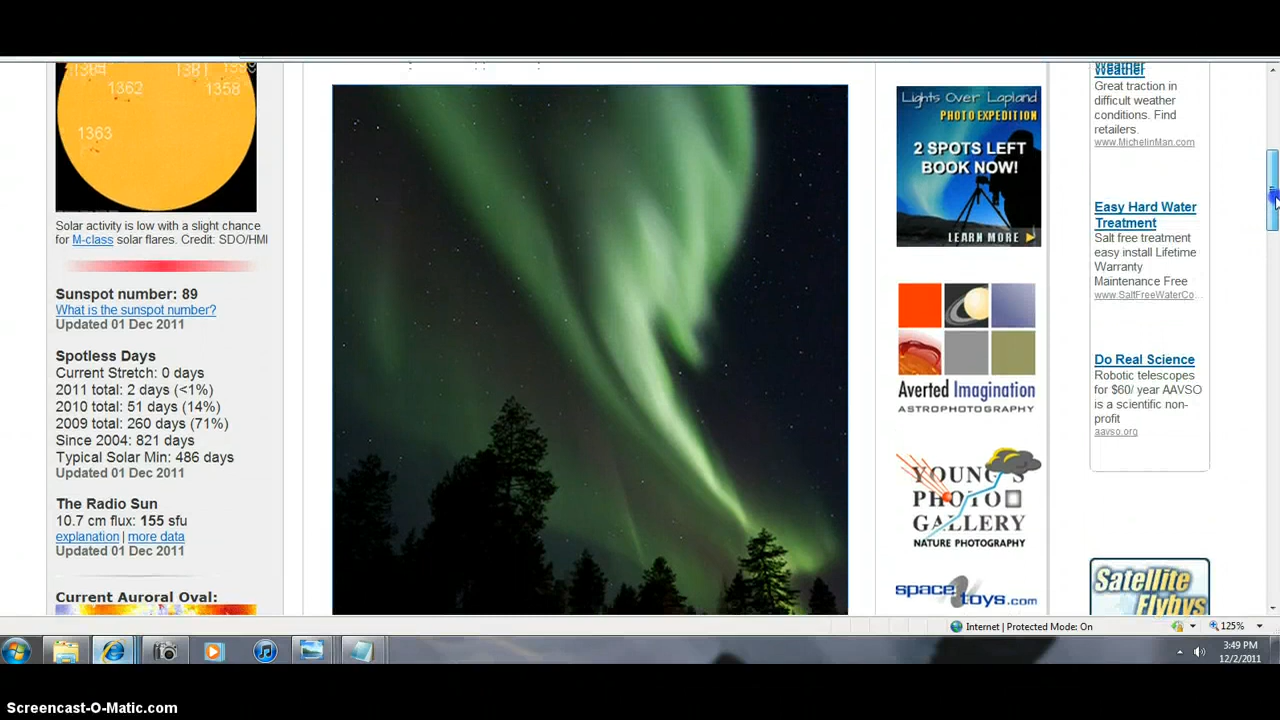 1362
1358
1363
Solar activity is low with a slight chance
for M-class solar flares. Credit: SDO/HMI
Sunspot number: 89
What is the sunspot number?
Updated 01 Dec 2011
Spotless Days
Current Stretch: 0 days
2011 total: 2 days (<1%)
2010 total: 51 days (14%)
2009 total: 260 days (71%)
Since 2004: 821 days
Typical Solar Min: 486 days
Updated 01 Dec 2011
The Radio Sun
10.7 cm flux: 155 sfu
explanation | more data
Updated 01 Dec 2011
Current Auroral Oval:
Lights Over Lapland
PHOTO EXPEDITION
2 SPOTS LEFT
BOOK NOW!
LEARN MORE
Averted Imagination
ASTROPHOTOGRAPHY
YOUNG'S
PHOTO
GALLERY
NATURE PHOTOGRAPHY
spacetoys.com
Weather
Great traction in
difficult weather
conditions. Find
retailers.
www.MichelinMan.com
Easy Hard Water
Treatment
Salt free treatment
easy install Lifetime
Warranty
Maintenance Free
www.SaltFreeWaterCo...
Do Real Science
Robotic telescopes
for $60/ year AAVSO
is a scientific non-
profit
aavso.org
Satellite
Flybys
Internet | Protected Mode: On
125%
3:49 PM
12/2/2011
Screencast-O-Matic.com